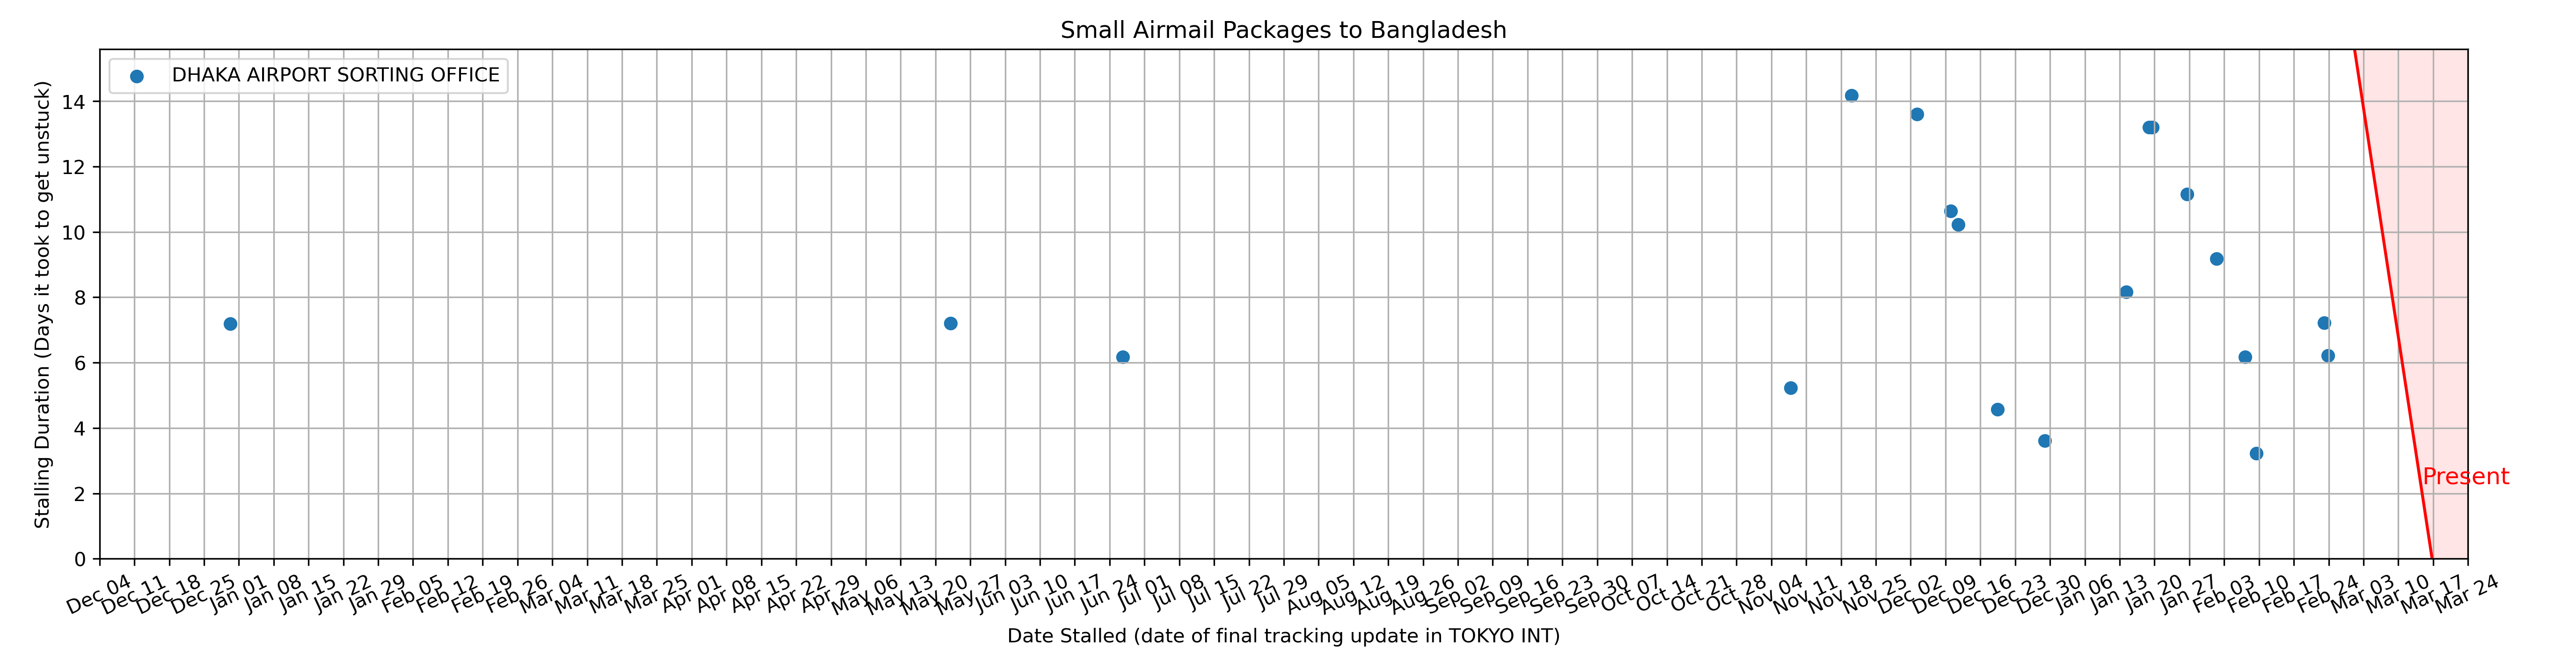 Small Airmail Packages to Bangladesh
DHAKA AIRPORT SORTING OFFICE
Stalling Duration (Days it took to get unstuck)
14
12
10
8
6
4
2
0
Present
Dec 04
Dec 11
Dec 18
Dec 25
Jan 01
Jan 08
Jan 15
Jan 22
Jan 29
Feb 05
Feb 12
Feb 19
Feb 26
Mar 04
Mar 11
Mar 18
Mar 25
Apr 01
Apr 08
Apr 15
Apr 22
Apr 29
May 06
May 13
May 20
May 27
Jun 03
Jun 10
Jun 17
Jun 24
Jul 01
Jul 08
Jul 15
Jul 22
Jul 29
Aug 05
Aug 12
Aug 19
Aug 26
Sep 02
Sep 09
Sep 16
Sep 23
Sep 30
Oct 07
Oct 14
Oct 21
Oct 28
Nov 04
Nov 11
Nov 18
Nov 25
Dec 02
Dec 09
Dec 16
Dec 23
Dec 30
Jan 06
Jan 13
Jan 20
Jan 27
Feb 03
Feb 10
Feb 17
Feb 24
Mar 03
Mar 10
Mar 17
Mar 24
Date Stalled (date of final tracking update in TOKYO INT)